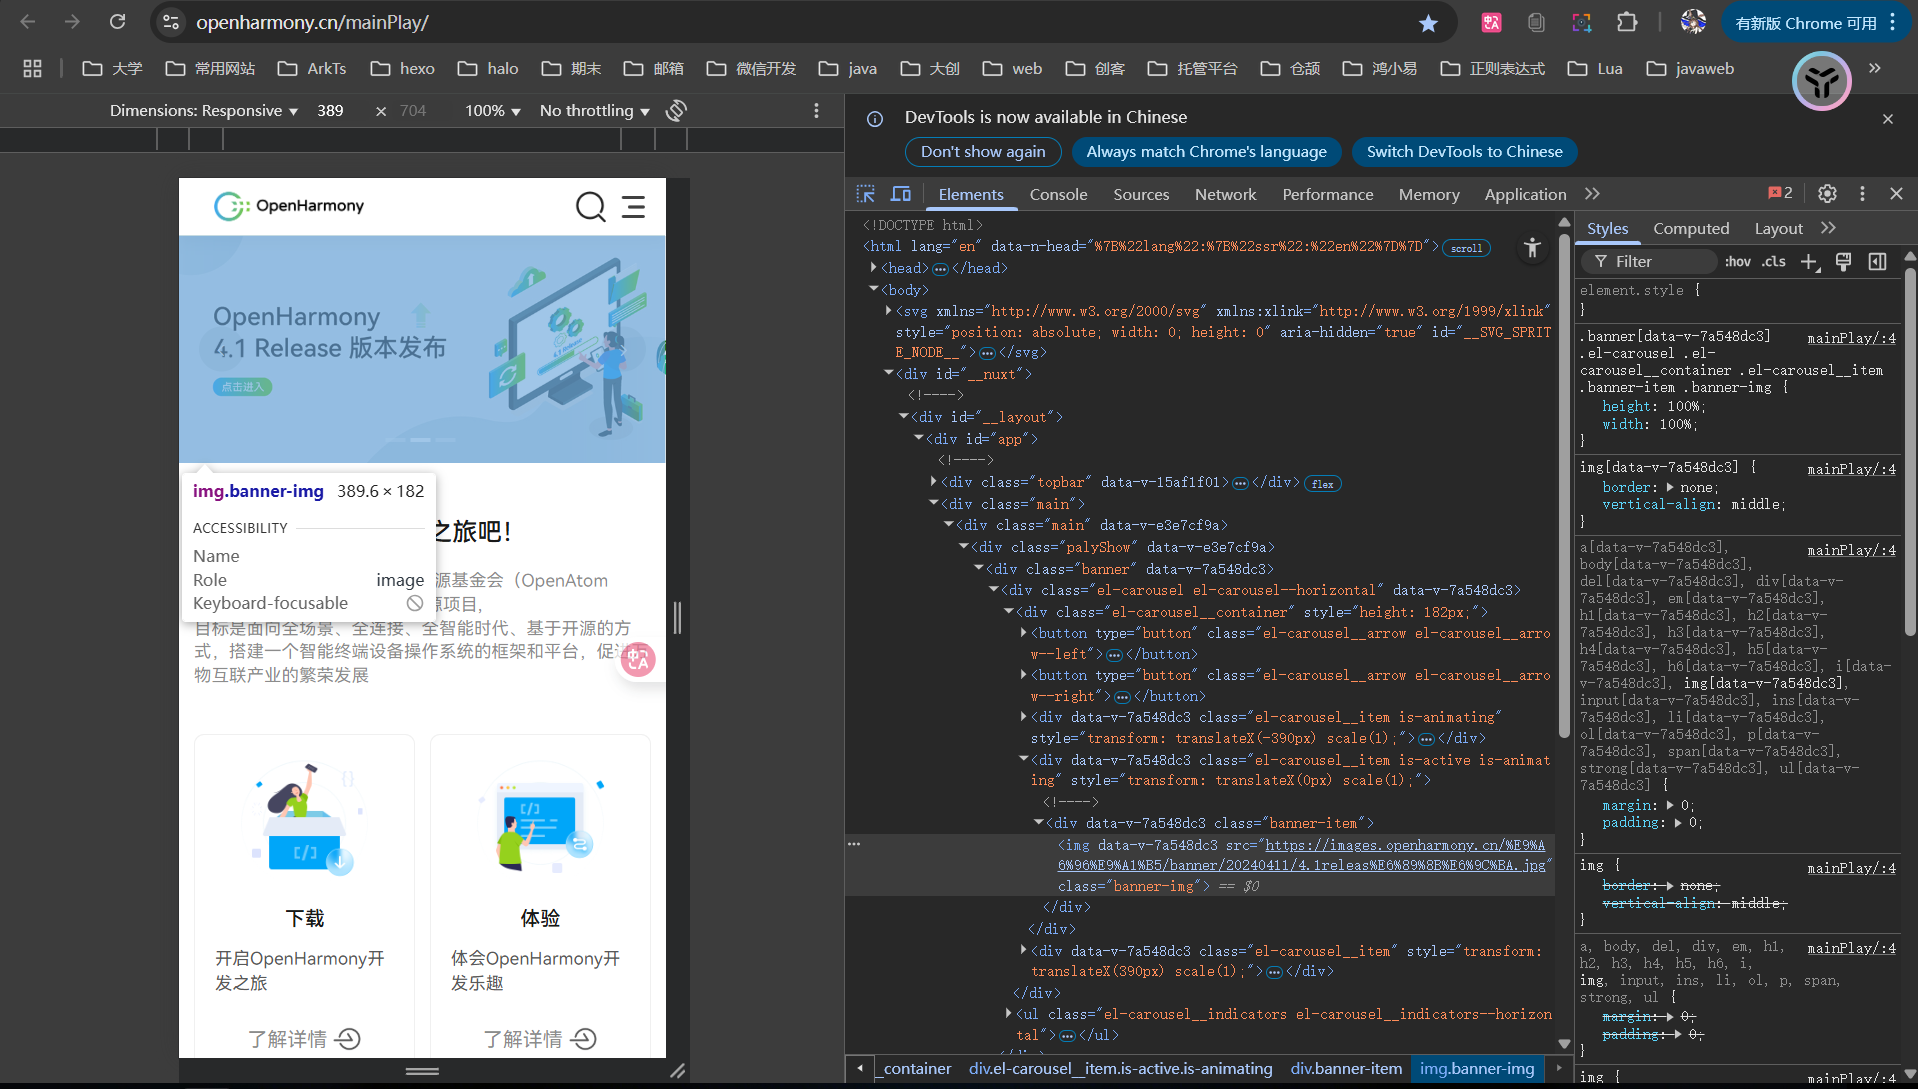 openharmony.cn/mainPlay/
有新版 Chrome 可用
大学
常用网站
ArkTs
hexo
halo
期末
邮箱
微信开发
java
大创
web
创客
托管平台
仓颉
鸿小易
正则表达式
Lua
javaweb
Dimensions: Responsive 389 × 704 100% No throttling
OpenHarmony
OpenHarmony
4.1 Release 版本发布
点击进入
img.banner-img 389.6 × 182
ACCESSIBILITY
Name
Role image
Keyboard-focusable
之旅吧！
源基金会（OpenAtom
源项目，
目标是面向全场景、全连接、全智能时代、基于开源的方
式，搭建一个智能终端设备操作系统的框架和平台，促进
物互联产业的繁荣发展
下载
开启OpenHarmony开
发之旅
了解详情
体验
体会OpenHarmony开
发乐趣
了解详情
DevTools is now available in Chinese
Don't show again
Always match Chrome's language
Switch DevTools to Chinese
Elements Console Sources Network Performance Memory Application 2
<!DOCTYPE html>
<html lang="en" data-n-head="%7B%22lang%22:%7B%22ssr%22:%22en%22%7D%7D"> scroll
<head>…</head>
<body>
<svg xmlns="http://www.w3.org/2000/svg" xmlns:xlink="http://www.w3.org/1999/xlink"
style="position: absolute; width: 0; height: 0" aria-hidden="true" id="__SVG_SPRIT
E_NODE__">…</svg>
<div id="__nuxt">
<!---->
<div id="__layout">
<div id="app">
<!---->
<div class="topbar" data-v-15af1f01>…</div> flex
<div class="main">
<div class="main" data-v-e3e7cf9a>
<div class="palyShow" data-v-e3e7cf9a>
<div class="banner" data-v-7a548dc3>
<div class="el-carousel el-carousel--horizontal" data-v-7a548dc3>
<div class="el-carousel__container" style="height: 182px;">
<button type="button" class="el-carousel__arrow el-carousel__arro
w--left">…</button>
<button type="button" class="el-carousel__arrow el-carousel__arro
w--right">…</button>
<div data-v-7a548dc3 class="el-carousel__item is-animating"
style="transform: translateX(-390px) scale(1);">…</div>
<div data-v-7a548dc3 class="el-carousel__item is-active is-animat
ing" style="transform: translateX(0px) scale(1);">
<!---->
<div data-v-7a548dc3 class="banner-item">
<img data-v-7a548dc3 src="https://images.openharmony.cn/%E9%A
6%96%E9%A1%B5/banner/20240411/4.1releas%E6%89%8B%E6%9C%BA.jpg"
class="banner-img"> == $0
</div>
</div>
<div data-v-7a548dc3 class="el-carousel__item" style="transform:
translateX(390px) scale(1);">…</div>
</div>
<ul class="el-carousel__indicators el-carousel__indicators--horizon
tal">…</ul>
container div.el-carousel__item.is-active.is-animating div.banner-item img.banner-img
Styles Computed Layout
Filter :hov .cls
element.style {
}
.banner[data-v-7a548dc3] mainPlay/:4
.el-carousel .el-
carousel__container .el-carousel__item
.banner-item .banner-img {
height: 100%;
width: 100%;
}
img[data-v-7a548dc3] { mainPlay/:4
border: none;
vertical-align: middle;
}
a[data-v-7a548dc3], mainPlay/:4
body[data-v-7a548dc3],
del[data-v-7a548dc3], div[data-v-
7a548dc3], em[data-v-7a548dc3],
h1[data-v-7a548dc3], h2[data-v-
7a548dc3], h3[data-v-7a548dc3],
h4[data-v-7a548dc3], h5[data-v-
7a548dc3], h6[data-v-7a548dc3], i[data-
v-7a548dc3], img[data-v-7a548dc3],
input[data-v-7a548dc3], ins[data-v-
7a548dc3], li[data-v-7a548dc3],
ol[data-v-7a548dc3], p[data-v-
7a548dc3], span[data-v-7a548dc3],
strong[data-v-7a548dc3], ul[data-v-
7a548dc3] {
margin: 0;
padding: 0;
}
img { mainPlay/:4
border: none;
vertical-align: middle;
}
a, body, del, div, em, h1, mainPlay/:4
h2, h3, h4, h5, h6, i,
img, input, ins, li, ol, p, span,
strong, ul {
margin: 0;
padding: 0;
}
img { mainPlay/:4